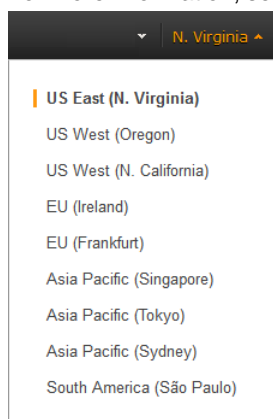 N. Virginia
US East (N. Virginia)
US West (Oregon)
US West (N. California)
EU (Ireland)
EU (Frankfurt)
Asia Pacific (Singapore)
Asia Pacific (Tokyo)
Asia Pacific (Sydney)
South America (São Paulo)